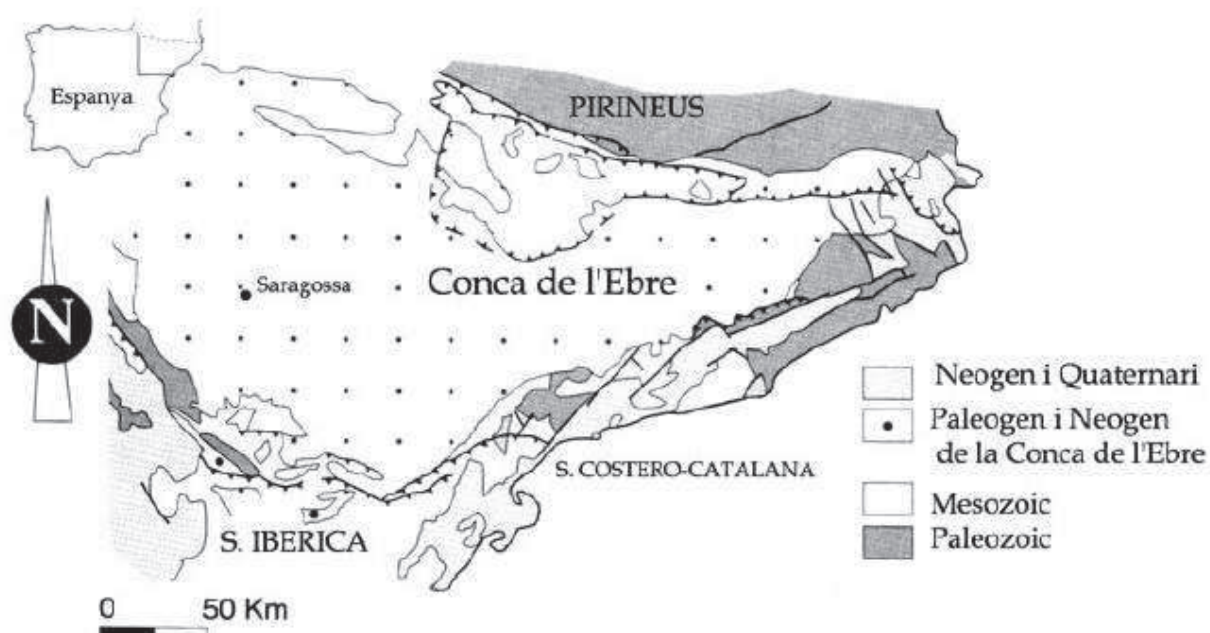 Espanya
PIRINEUS
N
Saragossa
Conca de l'Ebre
Neogen i Quaternari
Paleogen i Neogen
de la Conca de l'Ebre
S. COSTERO-CATALANA
Mesozoic
Paleozoic
S. IBERICA
0 50 Km